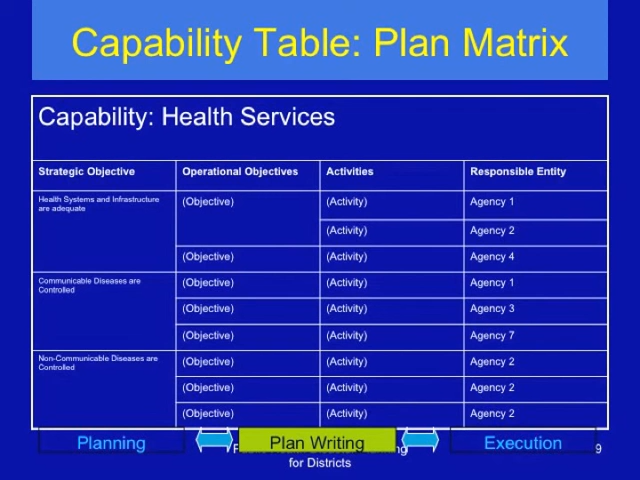 Capability Table: Plan Matrix
Capability: Health Services
Strategic Objective Operational Objectives Activities Responsible Entity
Health Systems and Infrastructure
are adequate
(Objective) (Activity) Agency 1
(Activity) Agency 2
(Objective) (Activity) Agency 4
Communicable Diseases are
Controlled
(Objective) (Activity) Agency 1
(Objective) (Activity) Agency 3
(Objective) (Activity) Agency 7
Non-Communicable Diseases are
Controlled
(Objective) (Activity) Agency 2
(Objective) (Activity) Agency 2
(Objective) (Activity) Agency 2
Planning Plan Writing Execution
for Districts
9